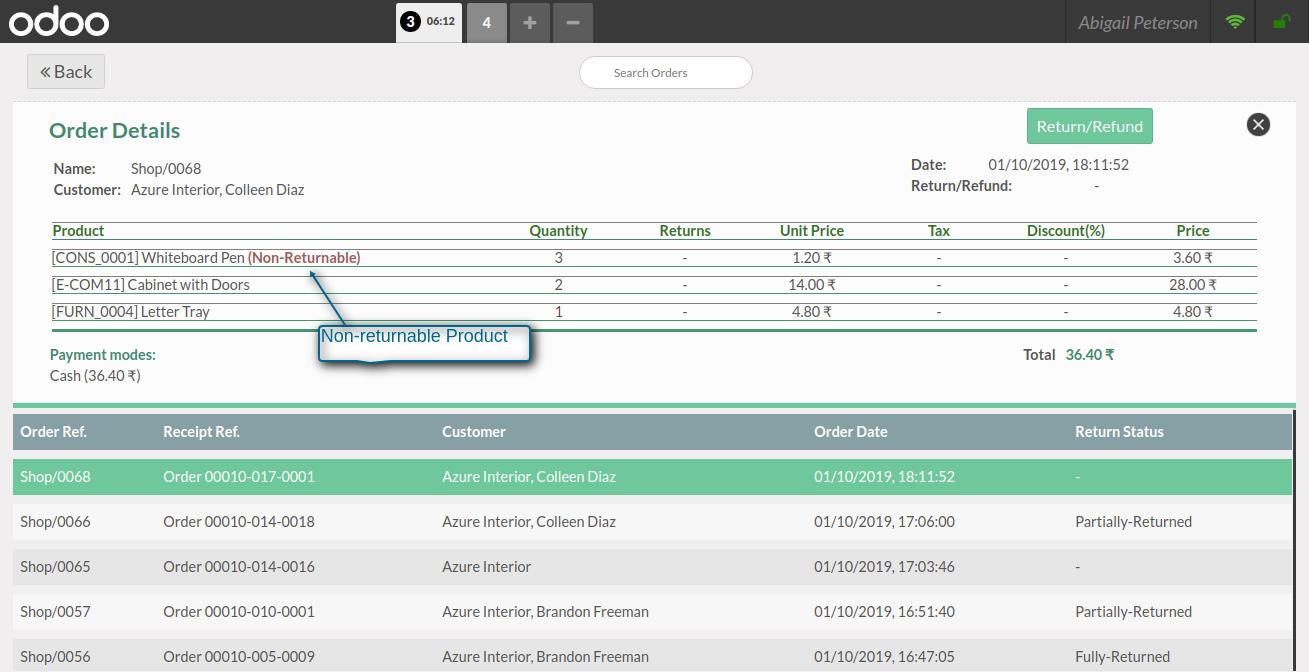 odoo 3 06:12 4 + − Abigail Peterson
« Back Search Orders
Order Details Return/Refund
Name: Shop/0068 Date: 01/10/2019, 18:11:52
Customer: Azure Interior, Colleen Diaz Return/Refund: -
Product Quantity Returns Unit Price Tax Discount(%) Price
[CONS_0001] Whiteboard Pen (Non-Returnable) 3 - 1.20 ₹ - - 3.60 ₹
[E-COM11] Cabinet with Doors 2 - 14.00 ₹ - - 28.00 ₹
[FURN_0004] Letter Tray 1 - 4.80 ₹ - - 4.80 ₹
Non-returnable Product
Payment modes: Total 36.40 ₹
Cash (36.40 ₹)
Order Ref. Receipt Ref. Customer Order Date Return Status
Shop/0068 Order 00010-017-0001 Azure Interior, Colleen Diaz 01/10/2019, 18:11:52 -
Shop/0066 Order 00010-014-0018 Azure Interior, Colleen Diaz 01/10/2019, 17:06:00 Partially-Returned
Shop/0065 Order 00010-014-0016 Azure Interior 01/10/2019, 17:03:46 -
Shop/0057 Order 00010-010-0001 Azure Interior, Brandon Freeman 01/10/2019, 16:51:40 Partially-Returned
Shop/0056 Order 00010-005-0009 Azure Interior, Brandon Freeman 01/10/2019, 16:47:05 Fully-Returned